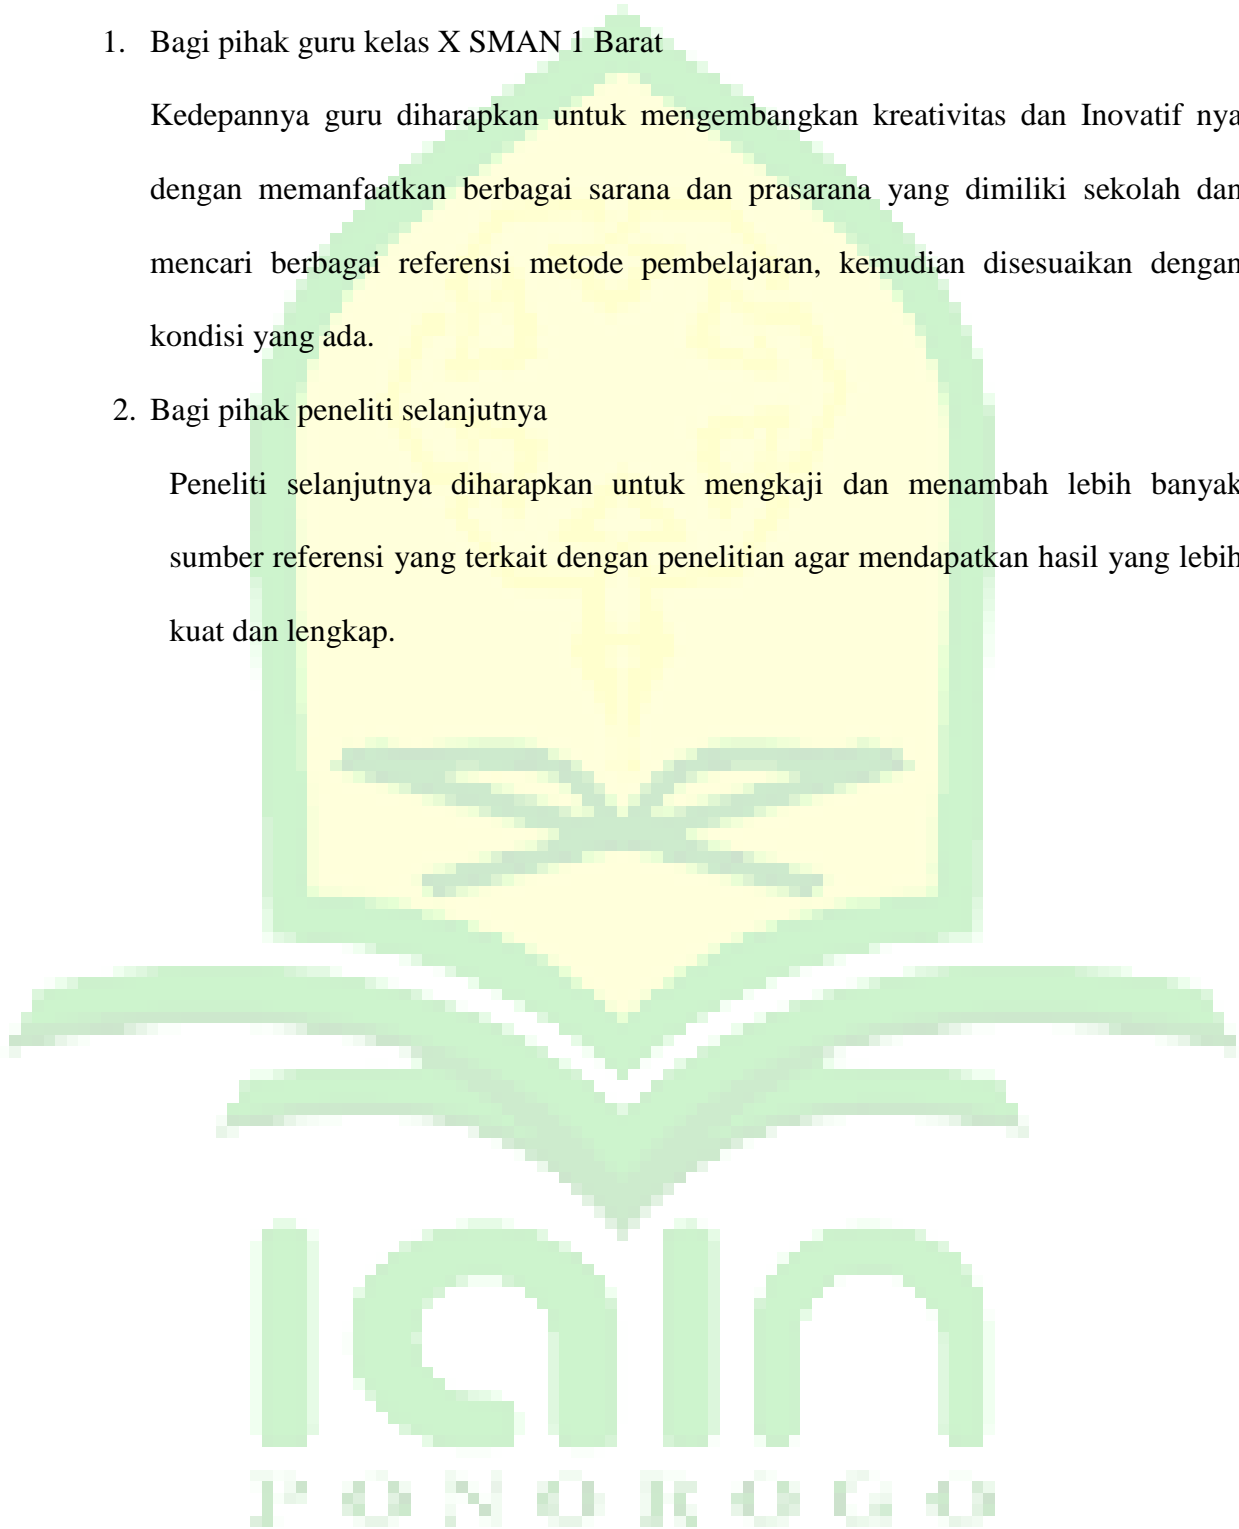 1. Bagi pihak guru kelas X SMAN 1 Barat
Kedepannya guru diharapkan untuk mengembangkan kreativitas dan Inovatif nya
dengan memanfaatkan berbagai sarana dan prasarana yang dimiliki sekolah dan
mencari berbagai referensi metode pembelajaran, kemudian disesuaikan dengan
kondisi yang ada.
2. Bagi pihak peneliti selanjutnya
Peneliti selanjutnya diharapkan untuk mengkaji dan menambah lebih banyak
sumber referensi yang terkait dengan penelitian agar mendapatkan hasil yang lebih
kuat dan lengkap.
IAIN
PONOROGO